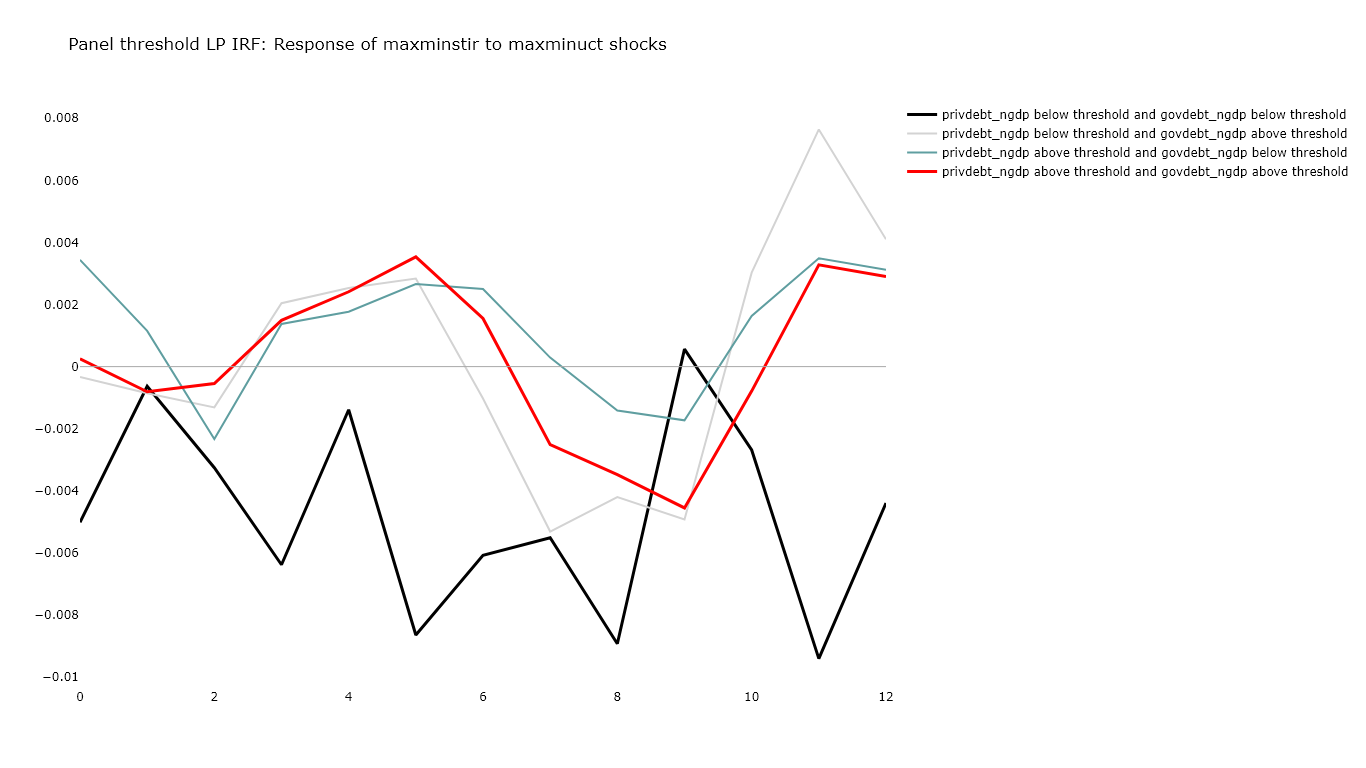 Panel threshold LP IRF: Response of maxminstir to maxminuct shocks
privdebt_ngdp below threshold and govdebt_ngdp below threshold
privdebt_ngdp below threshold and govdebt_ngdp above threshold
privdebt_ngdp above threshold and govdebt_ngdp below threshold
privdebt_ngdp above threshold and govdebt_ngdp above threshold
0.008
0.006
0.004
0.002
0
−0.002
−0.004
−0.006
−0.008
−0.01
0 2 4 6 8 10 12